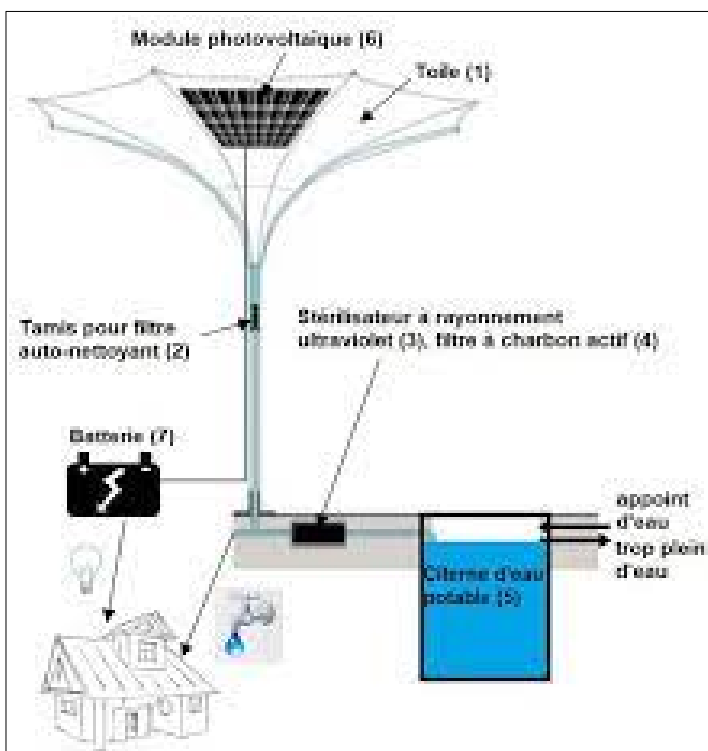 Module photovoltaïque (6)
Toile (1)
Tamis pour filtre
auto-nettoyant (2)
Stérilisateur à rayonnement
ultraviolet (3), filtre à charbon actif (4)
Batterie (7)
appoint
d'eau
trop plein
d'eau
Citerne d'eau
potable (5)